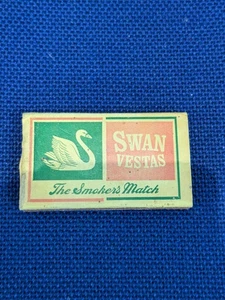 SWAN
VESTAS
The Smoker's Match